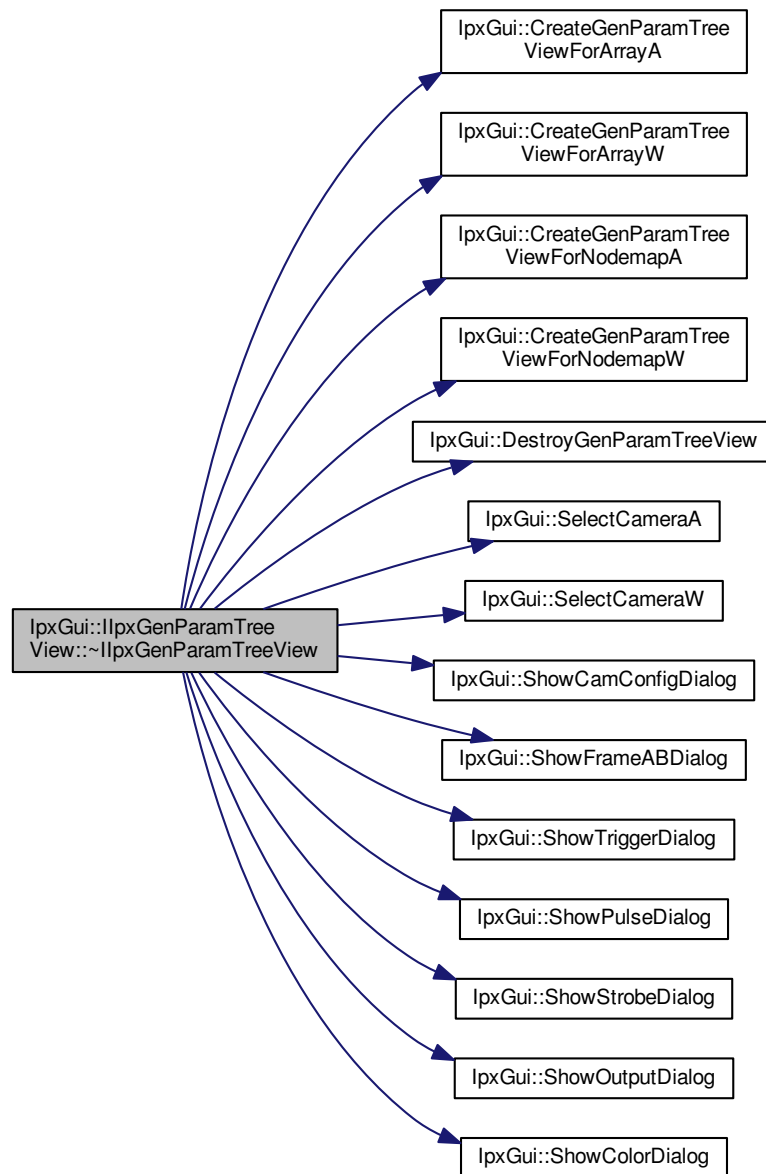 IpxGui::CreateGenParamTree
ViewForArrayA
IpxGui::CreateGenParamTree
ViewForArrayW
IpxGui::CreateGenParamTree
ViewForNodemapA
IpxGui::CreateGenParamTree
ViewForNodemapW
IpxGui::DestroyGenParamTreeView
IpxGui::SelectCameraA
IpxGui::SelectCameraW
IpxGui::IIpxGenParamTree
View::~IIpxGenParamTreeView
IpxGui::ShowCamConfigDialog
IpxGui::ShowFrameABDialog
IpxGui::ShowTriggerDialog
IpxGui::ShowPulseDialog
IpxGui::ShowStrobeDialog
IpxGui::ShowOutputDialog
IpxGui::ShowColorDialog